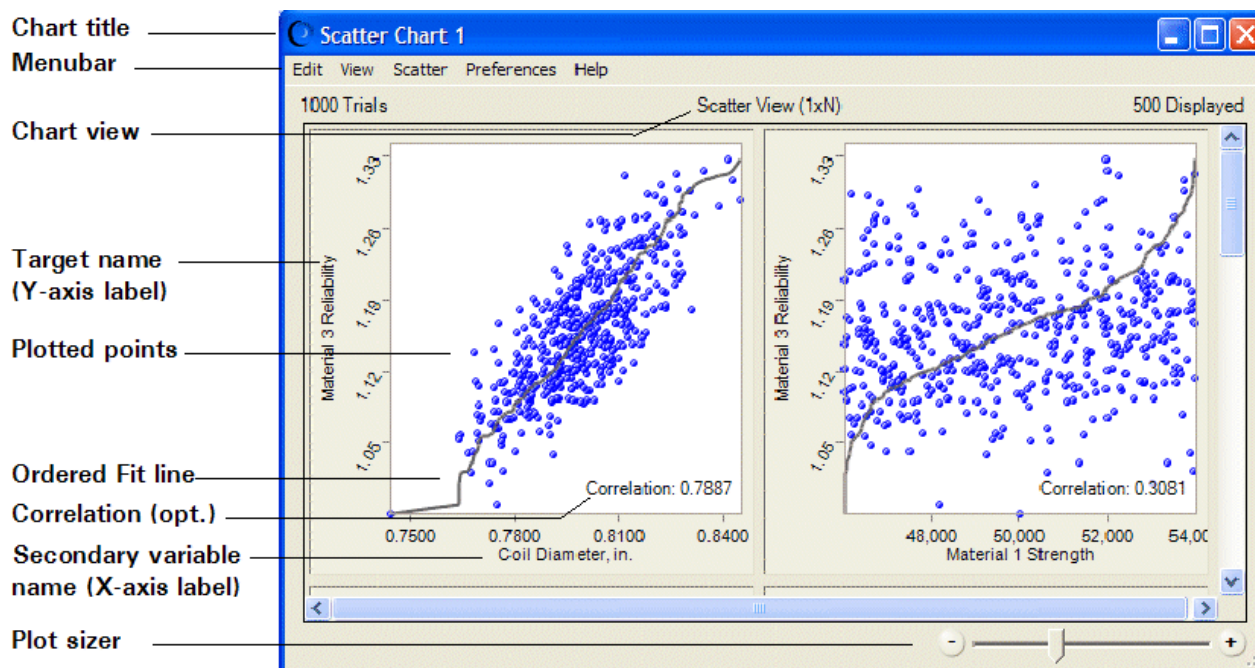 Chart title
Menubar
Chart view
Target name
(Y-axis label)
Plotted points
Ordered Fit line
Correlation (opt.)
Secondary variable
name (X-axis label)
Plot sizer
Scatter Chart 1
Edit View Scatter Preferences Help
1000 Trials Scatter View (1xN) 500 Displayed
Material 3 Reliability
1.33
1.28
1.19
1.12
1.05
Correlation: 0.7887
0.7500 0.7800 0.8100 0.8400
Coil Diameter, in.
Material 3 Reliability
1.33
1.28
1.19
1.12
1.05
Correlation: 0.3081
48,000 50,000 52,000 54,00
Material 1 Strength